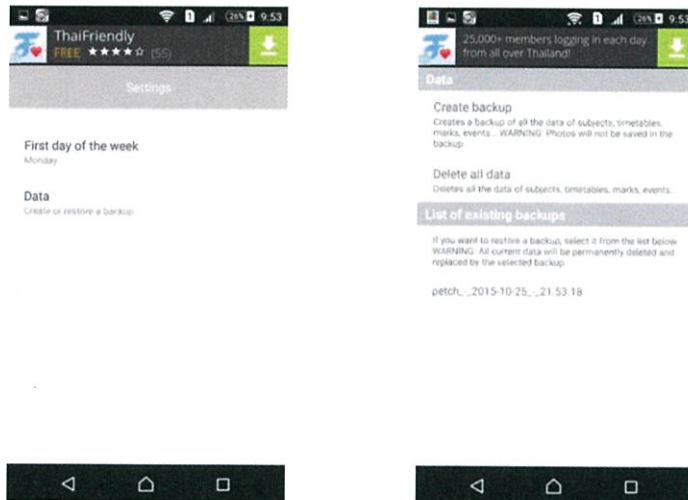 26% 9:53
ThaiFriendly
FREE ★★★★☆ (55)
Settings
First day of the week
Monday
Data
Create or restore a backup
26% 9:53
25,000+ members logging in each day
from all over Thailand!
Data
Create backup
Creates a backup of all the data of subjects, timetables,
marks, events... WARNING: Photos will not be saved in the
backup
Delete all data
Deletes all the data of subjects, timetables, marks, events...
List of existing backups
If you want to restore a backup, select it from the list below
WARNING: All current data will be permanently deleted and
replaced by the selected backup
petch_-_2015-10-25_-_21.53.18